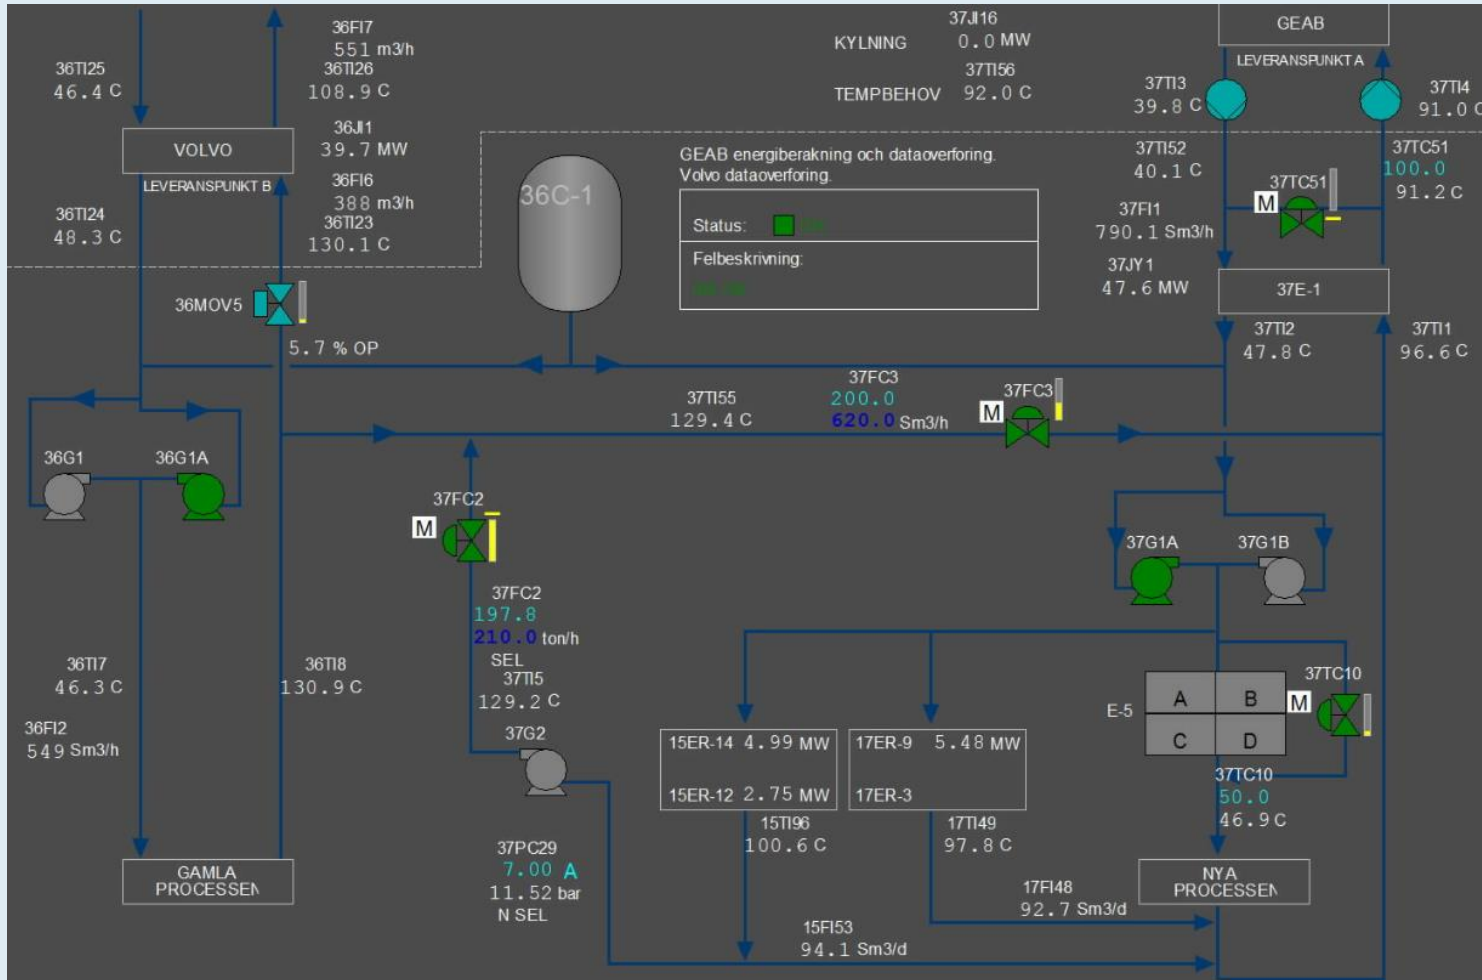 36FI7
551 m3/h
36TI25
46.4 C
36TI26
108.9 C
VOLVO
36JI1
39.7 MW
LEVERANSPUNKT B
36FI6
388 m3/h
36TI24
48.3 C
36TI23
130.1 C
36MOV5
5.7 % OP
36C-1
KYLNING
37JI16
0.0 MW
TEMPBEHOV
37TI56
92.0 C
GEAB energiberakning och dataoverforing.
Volvo dataoverforing.
Status:
Felbeskrivning:
GEAB
LEVERANSPUNKT A
37TI3
39.8 C
37TI4
91.0 C
37TI52
40.1 C
37TC51
100.0
91.2 C
37TC51
M
37FI1
790.1 Sm3/h
37JY1
47.6 MW
37E-1
37TI2
47.8 C
37TI1
96.6 C
37TI55
129.4 C
37FC3
200.0
620.0 Sm3/h
37FC3
M
36G1
36G1A
37FC2
M
37FC2
197.8
210.0 ton/h
SEL
37TI5
129.2 C
37G2
37G1A
37G1B
36TI7
46.3 C
36TI8
130.9 C
36FI2
549 Sm3/h
E-5
A
B
C
D
M
37TC10
15ER-14 4.99 MW
15ER-12 2.75 MW
17ER-9 5.48 MW
17ER-3
37TC10
50.0
46.9 C
15TI96
100.6 C
17TI49
97.8 C
37PC29
7.00 A
11.52 bar
N SEL
GAMLA
PROCESSEN
NYA
PROCESSEN
17FI48
92.7 Sm3/d
15FI53
94.1 Sm3/d